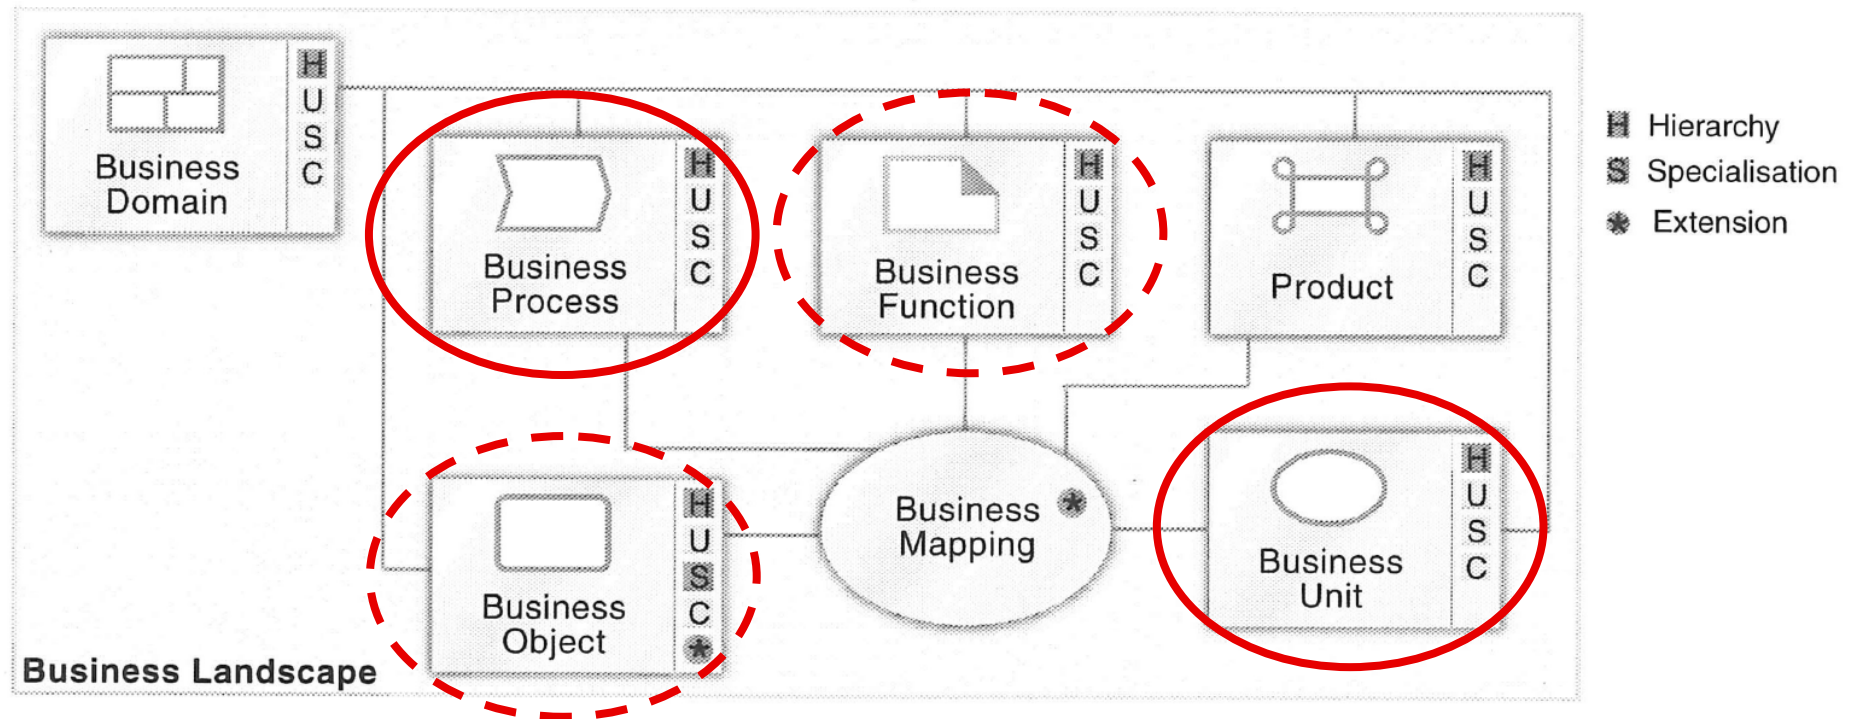 Business
Domain
H
U
S
C
Business
Process
H
U
S
C
Business
Function
H
U
S
C
Product
H
U
S
C
H Hierarchy
S Specialisation
* Extension
Business
Object
H
U
S
C
*
Business
Mapping
*
Business
Unit
H
U
S
C
Business Landscape